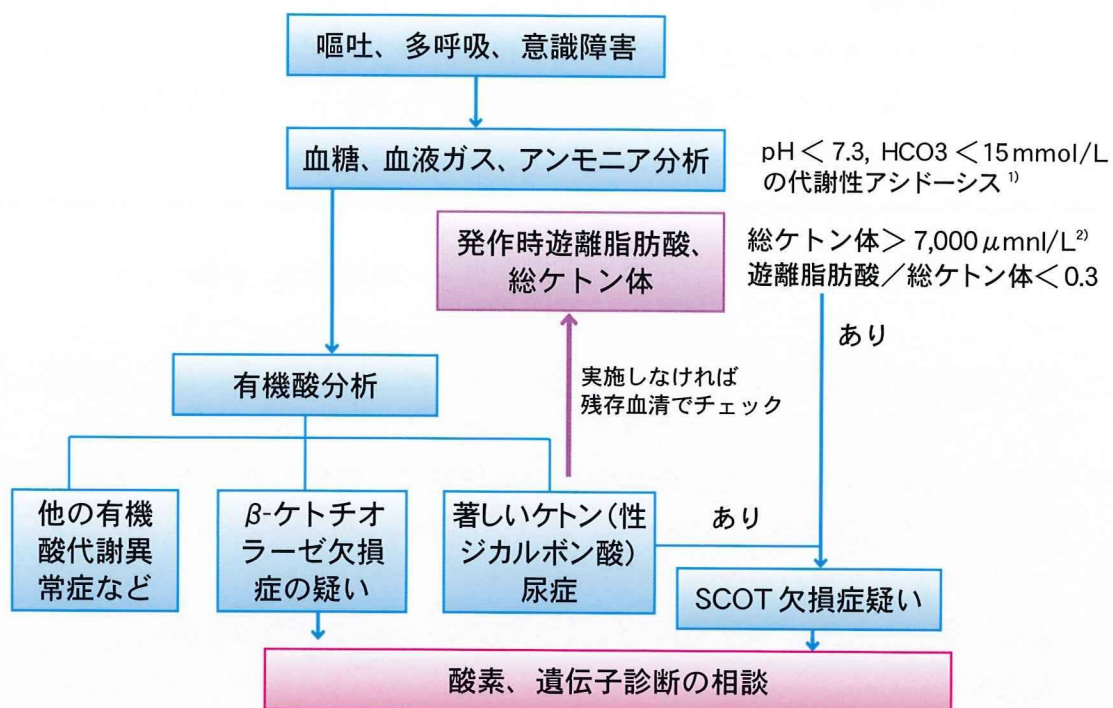 嘔吐、多呼吸、意識障害
血糖、血液ガス、アンモニア分析
pH＜7.3, HCO3＜15mmol/L
の代謝性アシドーシス 1)
発作時遊離脂肪酸、
総ケトン体
総ケトン体＞7,000μmnl/L2)
遊離脂肪酸／総ケトン体＜0.3
あり
有機酸分析
実施しなければ
残存血清でチェック
他の有機
酸代謝異
常症など
β-ケトチオ
ラーゼ欠損
症の疑い
著しいケトン（性
ジカルボン酸）
尿症
あり
SCOT 欠損症疑い
酸素、遺伝子診断の相談